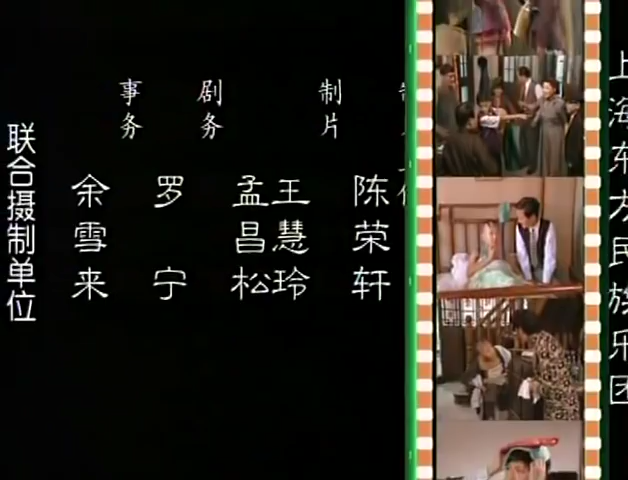 上海东方民族乐团
制片
陈荣轩
王慧玲
孟昌松
剧务
罗宁
事务
余雪来
联合摄制单位